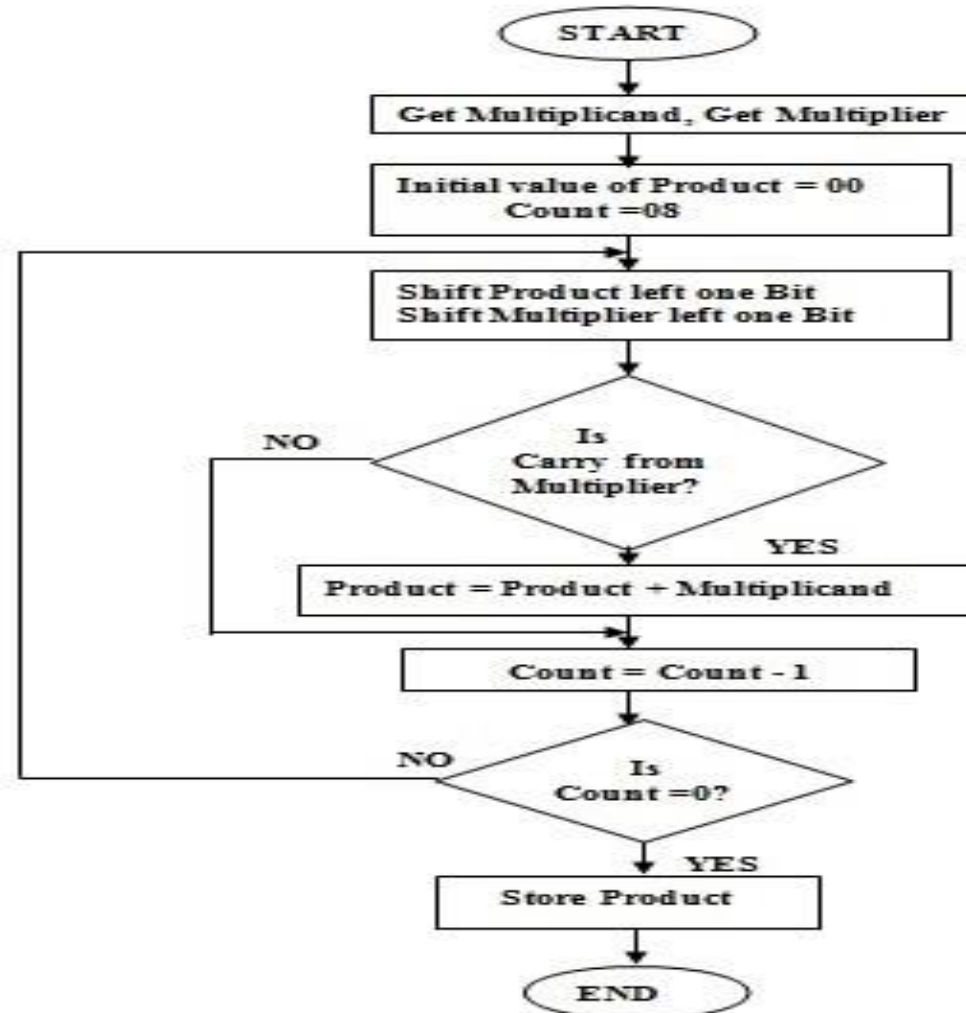 START
Get Multiplicand, Get Multiplier
Initial value of Product = 00
Count =08
Shift Product left one Bit
Shift Multiplier left one Bit
Is
Carry from
Multiplier?
NO
YES
Product = Product + Multiplicand
Count = Count - 1
Is
Count =0?
NO
YES
Store Product
END